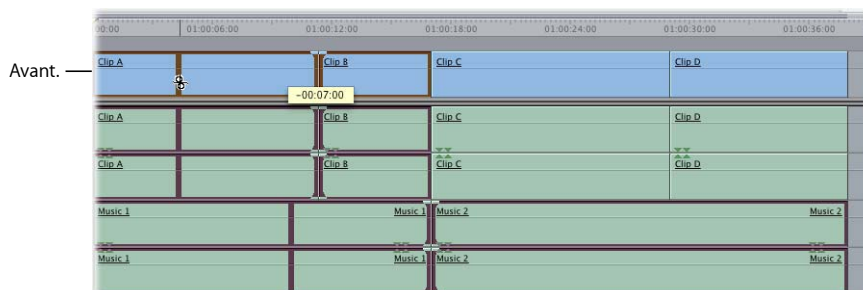 00:00 01:00:06:00 01:00:12:00 01:00:18:00 01:00:24:00 01:00:30:00 01:00:36:00
Avant.
Clip A Clip B Clip C Clip D
-00:07:00
Clip A Clip B Clip C Clip D
Clip A Clip B Clip C Clip D
Music 1 Music 1 Music 2 Music 2
Music 1 Music 1 Music 2 Music 2